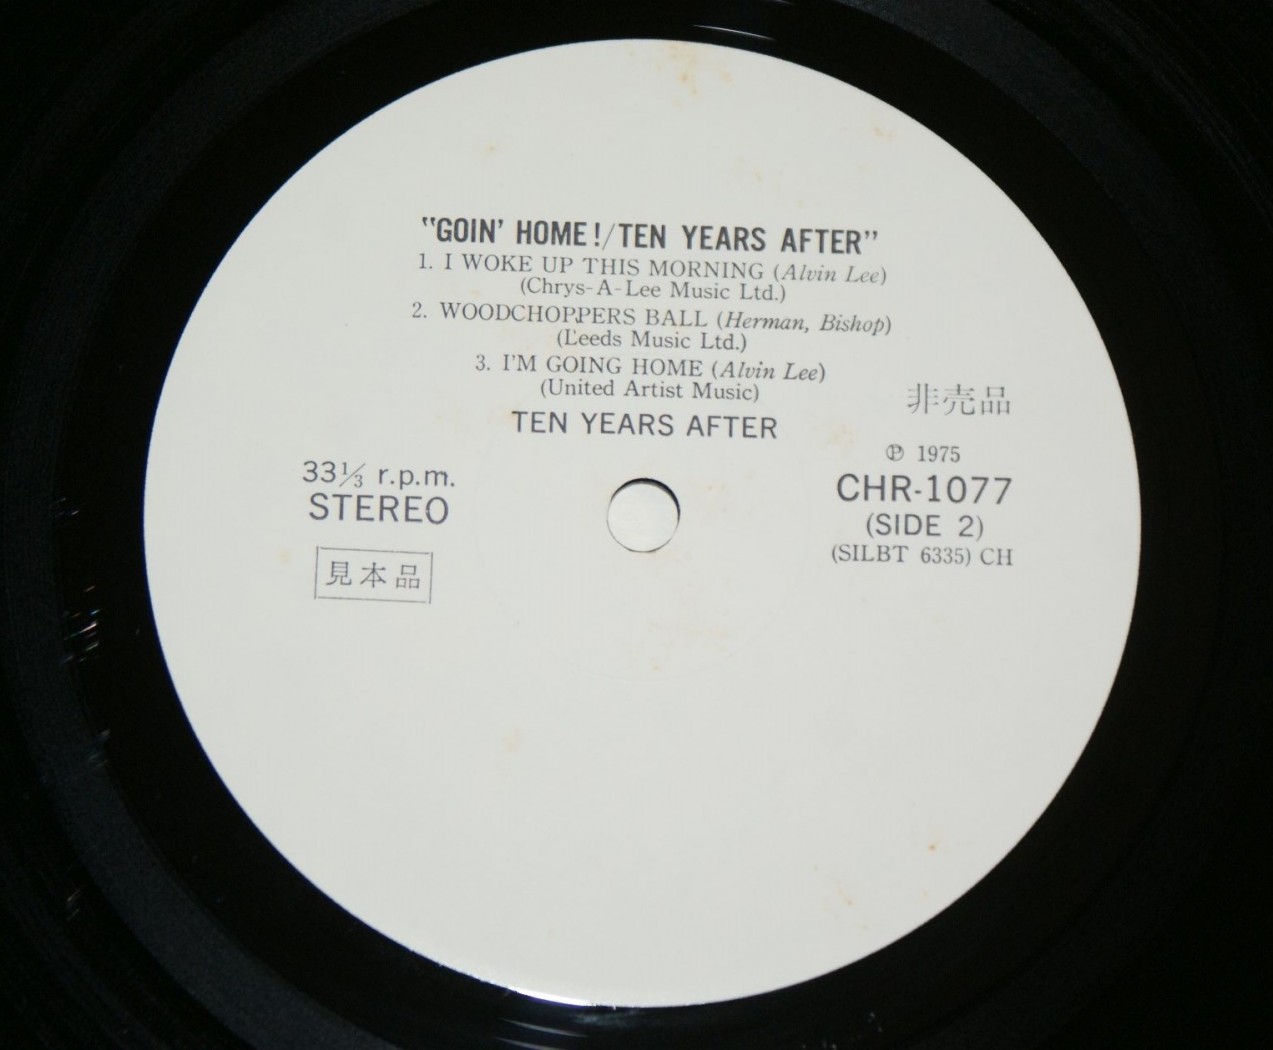 "GOIN' HOME!/TEN YEARS AFTER"
1. I WOKE UP THIS MORNING (Alvin Lee)
(Chrys-A-Lee Music Ltd.)
2. WOODCHOPPERS BALL (Herman, Bishop)
(Leeds Music Ltd.)
3. I'M GOING HOME (Alvin Lee)
(United Artist Music)
TEN YEARS AFTER
非売品
33⅓ r.p.m.
STEREO
見本品
Ⓟ 1975
CHR-1077
(SIDE 2)
(SILBT 6335) CH